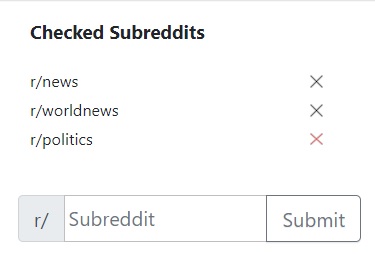 Checked Subreddits
r/news
r/worldnews
r/politics
r/ Subreddit Submit